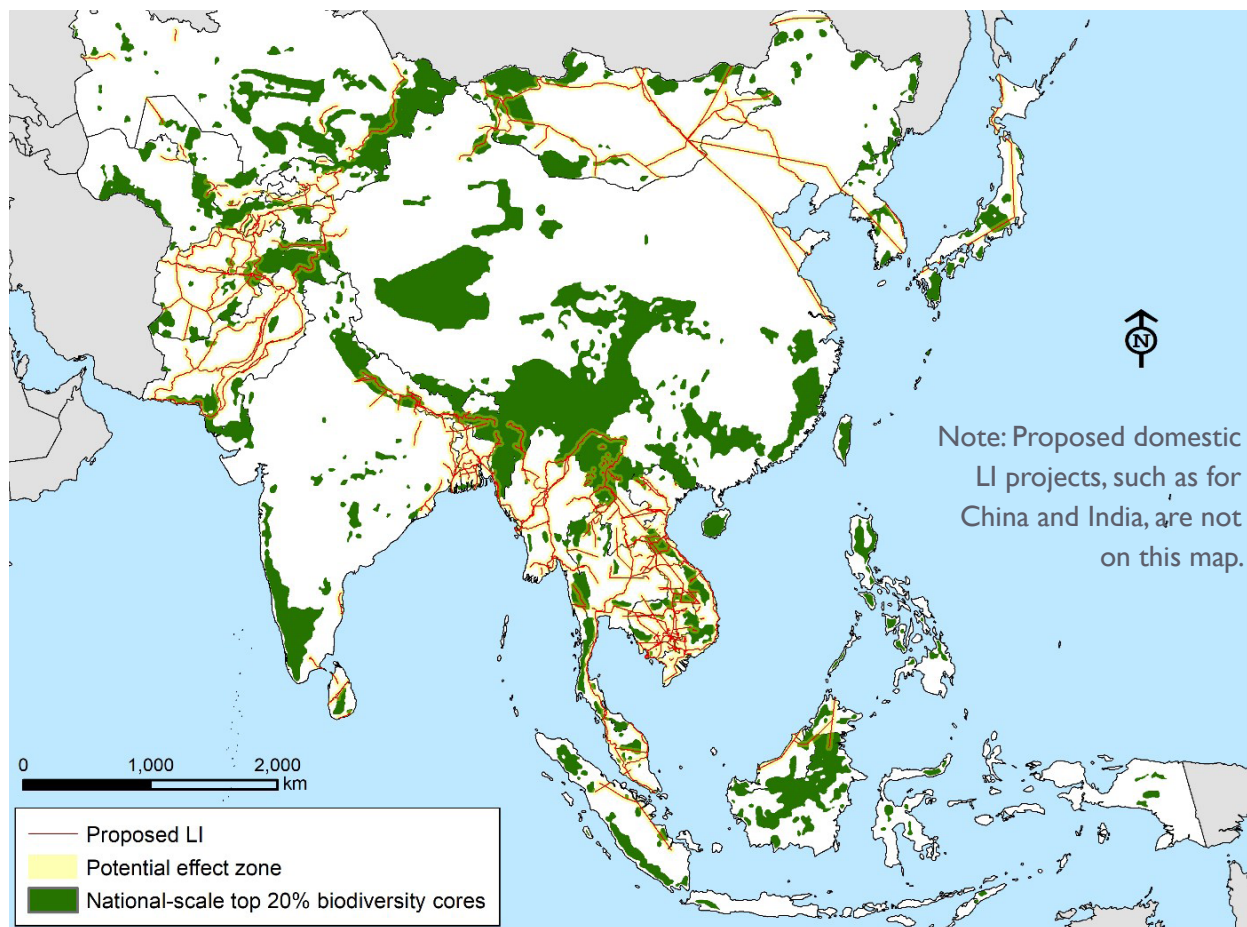 N
Note: Proposed domestic
LI projects, such as for
China and India, are not
on this map.
0 1,000 2,000
km
Proposed LI
Potential effect zone
National-scale top 20% biodiversity cores